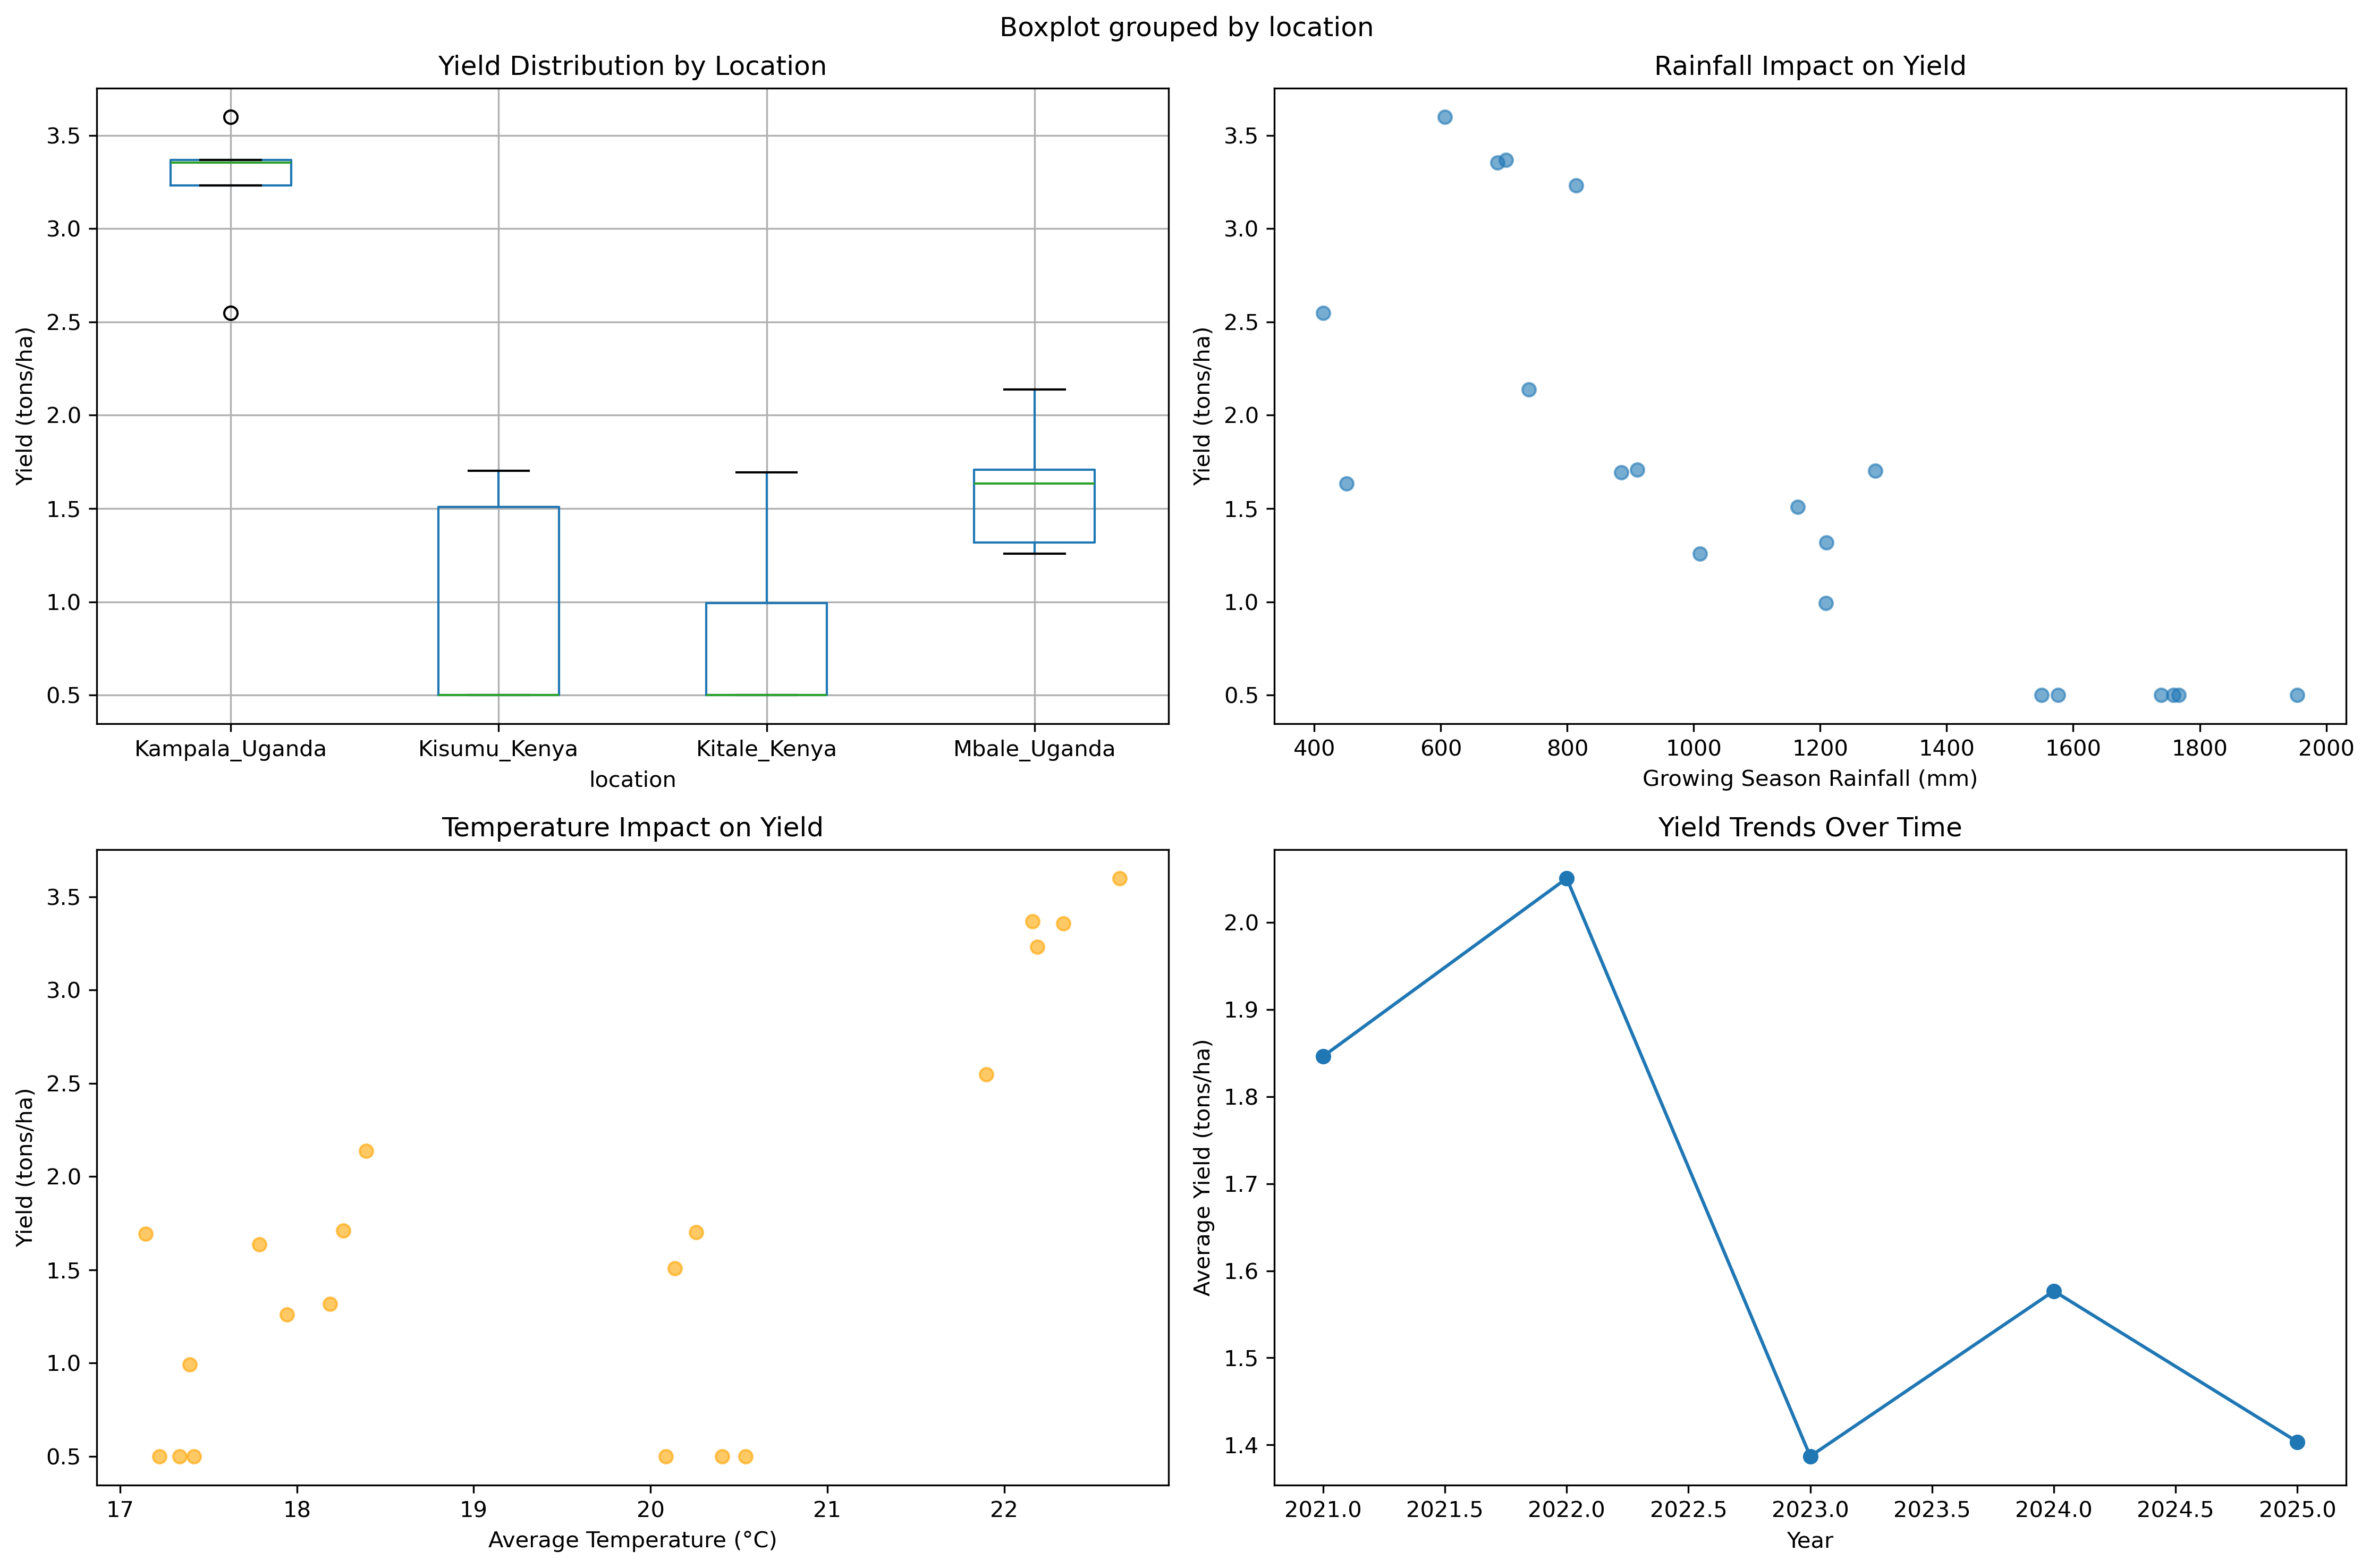 Boxplot grouped by location
Yield Distribution by Location
Yield (tons/ha)
3.5
3.0
2.5
2.0
1.5
1.0
0.5
Kampala_Uganda Kisumu_Kenya Kitale_Kenya Mbale_Uganda
location
Rainfall Impact on Yield
Yield (tons/ha)
3.5
3.0
2.5
2.0
1.5
1.0
0.5
400 600 800 1000 1200 1400 1600 1800 2000
Growing Season Rainfall (mm)
Temperature Impact on Yield
Yield (tons/ha)
3.5
3.0
2.5
2.0
1.5
1.0
0.5
17 18 19 20 21 22
Average Temperature (°C)
Yield Trends Over Time
Average Yield (tons/ha)
2.0
1.9
1.8
1.7
1.6
1.5
1.4
2021.0 2021.5 2022.0 2022.5 2023.0 2023.5 2024.0 2024.5 2025.0
Year